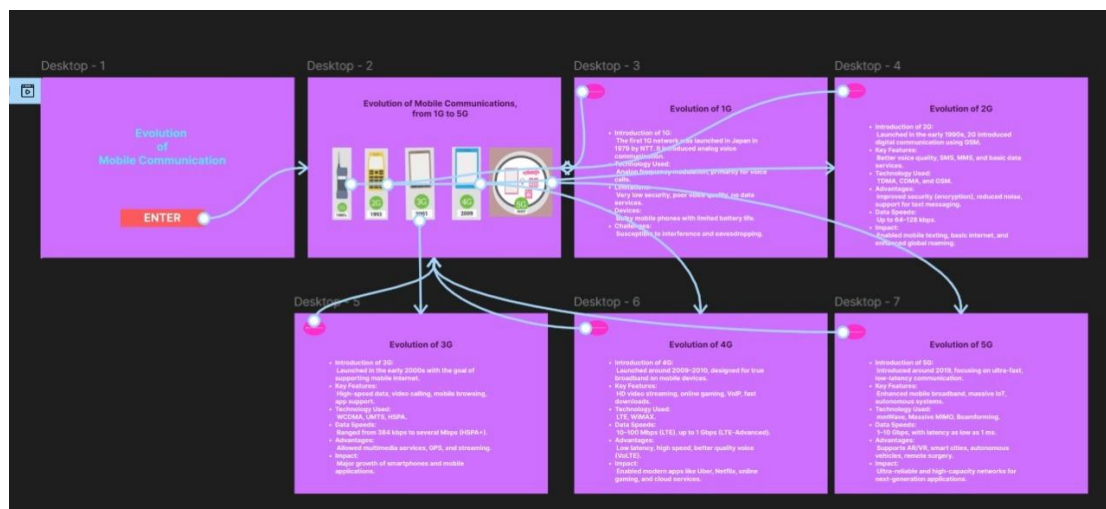 Desktop - 1
Evolution
of
Mobile Communication
ENTER
Desktop - 2
Evolution of Mobile Communications,
from 1G to 5G
2G
1993
3G
2001
4G
2009
5G
Desktop - 3
Evolution of 1G
• Introduction of 1G:
The first 1G network was launched in Japan in
1979 by NTT. It introduced analog voice
communication.
• Technology Used:
Analog frequency modulation, primarily for voice
calls.
• Limitations:
Very low security, poor voice quality, no data
services.
• Devices:
Bulky mobile phones with limited battery life.
• Challenges:
Susceptible to interference and eavesdropping.
Desktop - 4
Evolution of 2G
• Introduction of 2G:
Launched in the early 1990s, 2G introduced
digital communication using GSM.
• Key Features:
Better voice quality, SMS, MMS, and basic data
services.
• Technology Used:
TDMA, CDMA, and GSM.
• Advantages:
Improved security (encryption), reduced noise,
support for text messaging.
• Data Speeds:
Up to 64-128 kbps.
• Impact:
Enabled mobile texting, basic internet, and
enhanced global roaming.
Desktop - 5
Evolution of 3G
• Introduction of 3G:
Launched in the early 2000s with the goal of
supporting mobile internet.
• Key Features:
High-speed data, video calling, mobile browsing,
app support.
• Technology Used:
WCDMA, UMTS, HSPA.
• Data Speeds:
Ranged from 384 kbps to several Mbps (HSPA+).
• Advantages:
Allowed multimedia services, GPS, and streaming.
• Impact:
Major growth of smartphones and mobile
applications.
Desktop - 6
Evolution of 4G
• Introduction of 4G:
Launched around 2009-2010, designed for true
broadband on mobile devices.
• Key Features:
HD video streaming, online gaming, VoIP, fast
downloads.
• Technology Used:
LTE, WiMAX.
• Data Speeds:
10-100 Mbps (LTE), up to 1 Gbps (LTE-Advanced).
• Advantages:
Low latency, high speed, better quality voice
(VoLTE).
• Impact:
Enabled modern apps like Uber, Netflix, online
gaming, and cloud services.
Desktop - 7
Evolution of 5G
• Introduction of 5G:
Introduced around 2019, focusing on ultra-fast,
low-latency communication.
• Key Features:
Enhanced mobile broadband, massive IoT,
autonomous systems.
• Technology Used:
mmWave, Massive MIMO, Beamforming.
• Data Speeds:
1-10 Gbps, with latency as low as 1 ms.
• Advantages:
Supports AR/VR, smart cities, autonomous
vehicles, remote surgery.
• Impact:
Ultra-reliable and high-capacity networks for
next-generation applications.